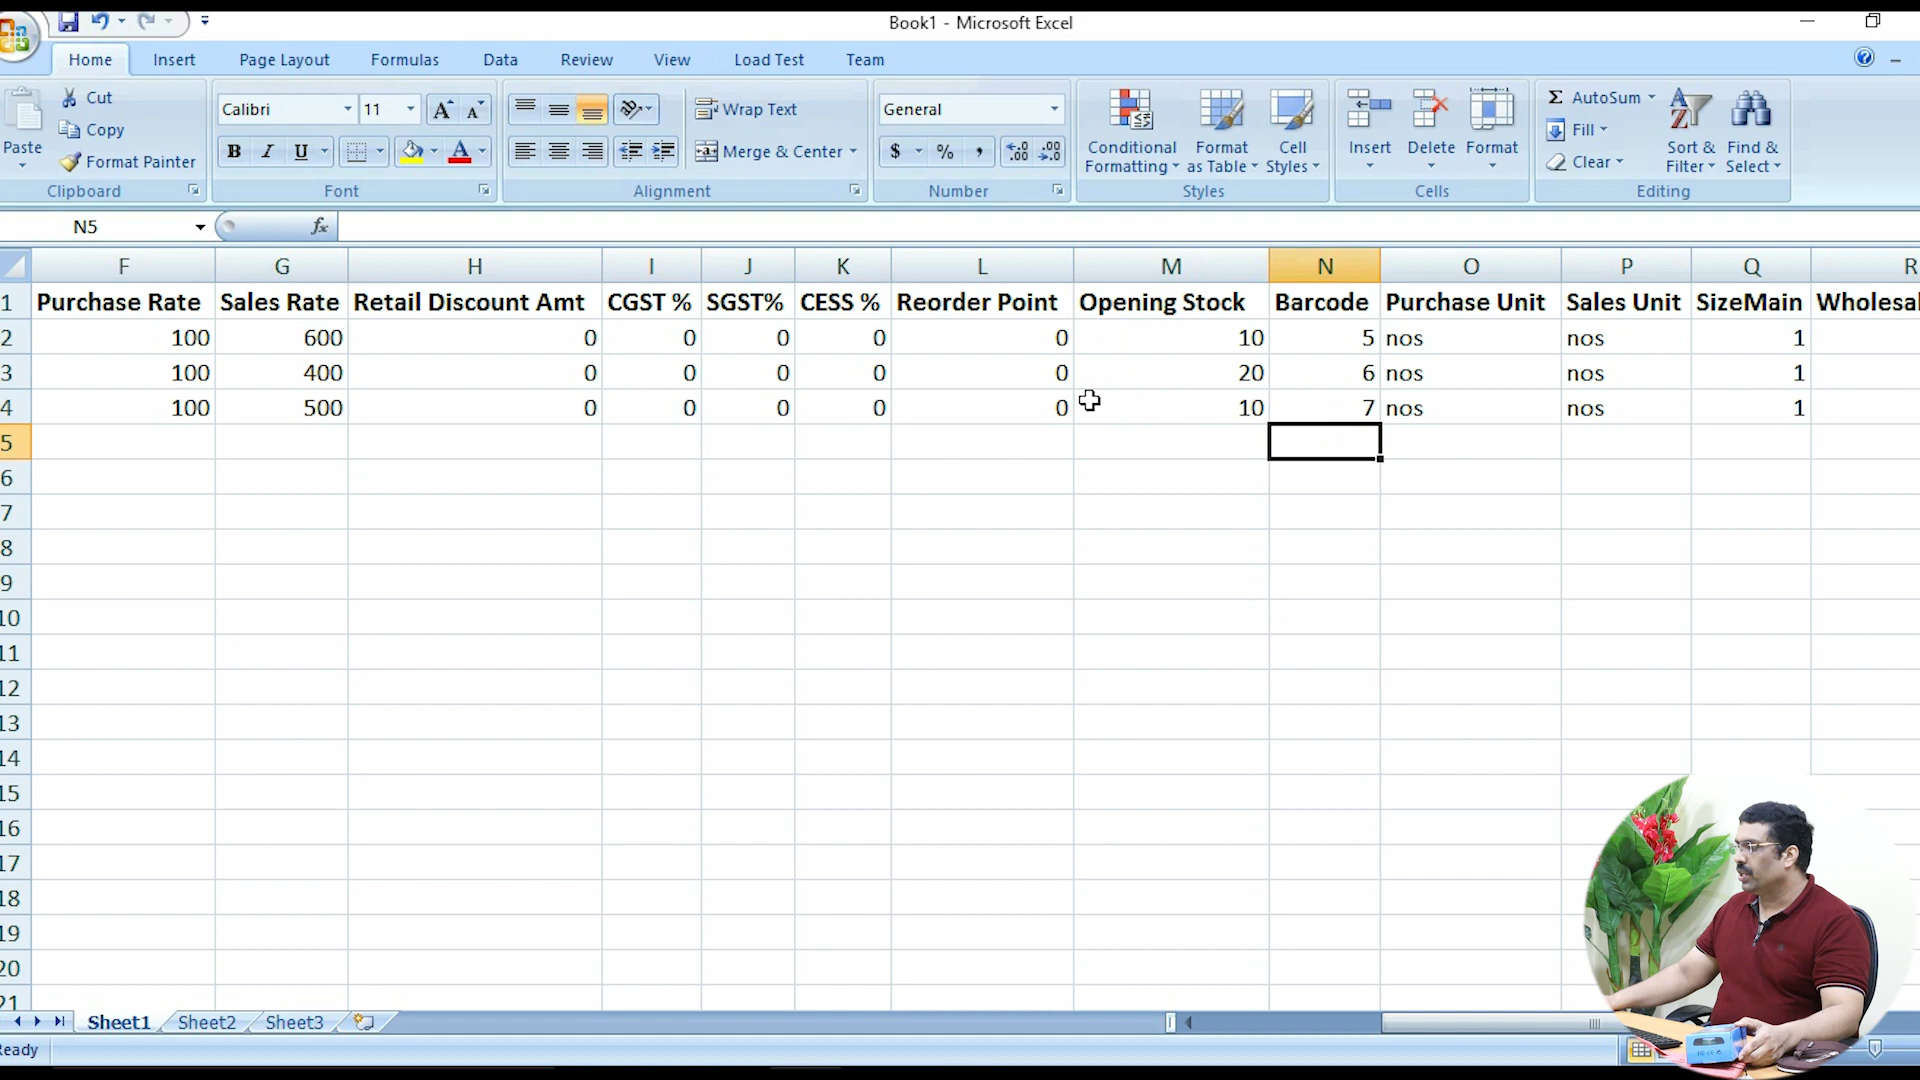 Book1 - Microsoft Excel
Home Insert Page Layout Formulas Data Review View Load Test Team
Paste
Cut
Copy
Format Painter
Clipboard
Calibri 11
B I U
Font
Wrap Text
Merge & Center
Alignment
General
$ % , .00 .00
Number
Conditional Formatting
Format as Table
Cell Styles
Styles
Insert Delete Format
Cells
Σ AutoSum
Fill
Clear
Sort & Filter
Find & Select
Editing
N5 fx
F G H I J K L M N O P Q R
1 Purchase Rate Sales Rate Retail Discount Amt CGST % SGST% CESS % Reorder Point Opening Stock Barcode Purchase Unit Sales Unit SizeMain Wholesal
2 100 600 0 0 0 0 0 10 5 nos nos 1
3 100 400 0 0 0 0 0 20 6 nos nos 1
4 100 500 0 0 0 0 0 10 7 nos nos 1
5
6
7
8
9
10
11
12
13
14
15
16
17
18
19
20
21
Sheet1 Sheet2 Sheet3
Ready